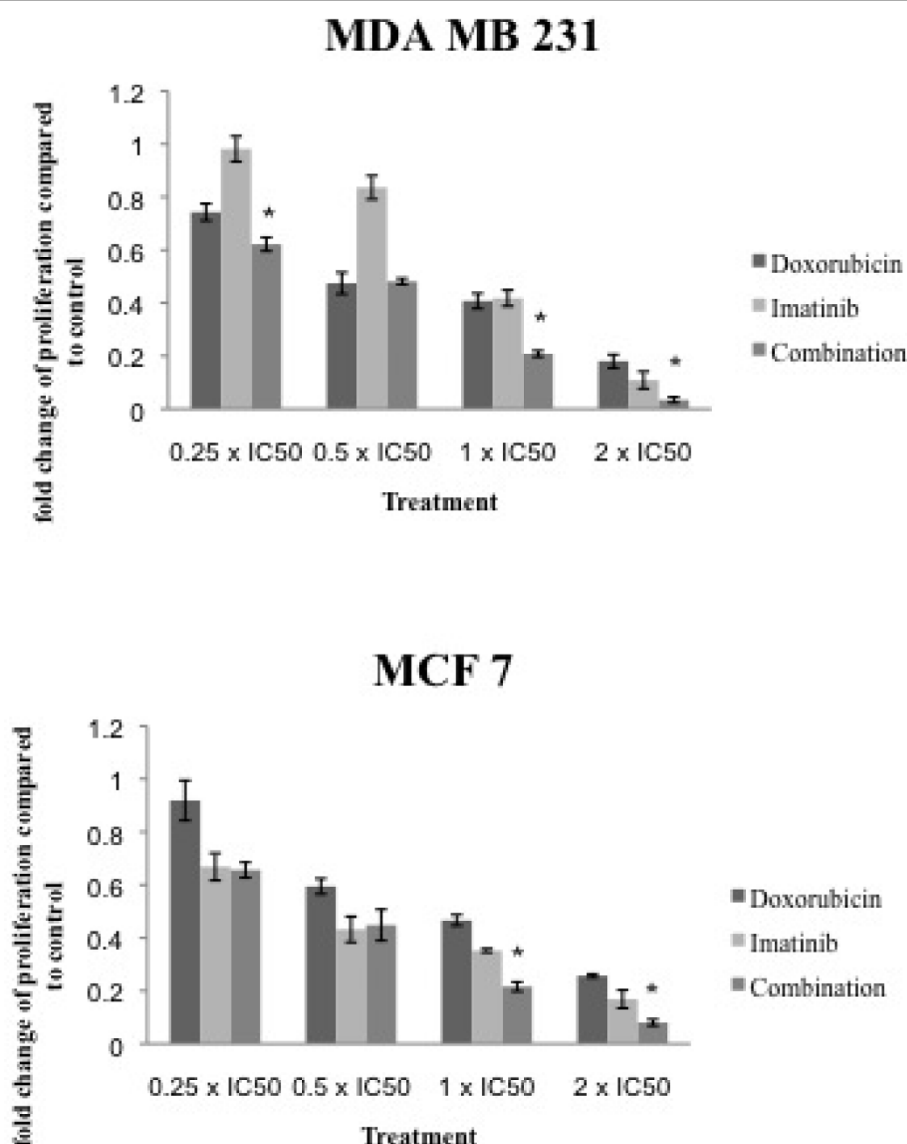 MDA MB 231
fold change of proliferation compared
to control
1.2
1
0.8
0.6
0.4
0.2
0
*
*
*
0.25 x IC50 0.5 x IC50 1 x IC50 2 x IC50
Treatment
Doxorubicin
Imatinib
Combination
MCF 7
fold change of proliferation compared
to control
1.2
1
0.8
0.6
0.4
0.2
0
*
*
0.25 x IC50 0.5 x IC50 1 x IC50 2 x IC50
Treatment
Doxorubicin
Imatinib
Combination